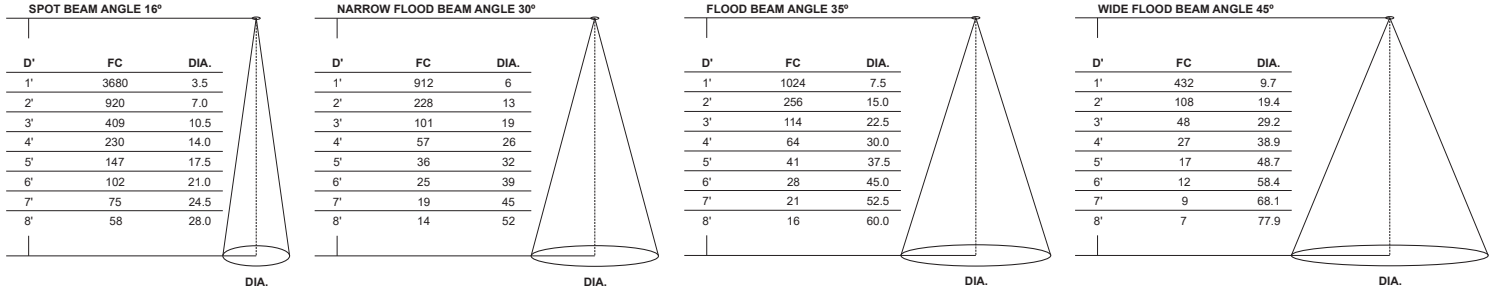 SPOT BEAM ANGLE 16º
D' FC DIA.
1' 3680 3.5
2' 920 7.0
3' 409 10.5
4' 230 14.0
5' 147 17.5
6' 102 21.0
7' 75 24.5
8' 58 28.0
DIA.
NARROW FLOOD BEAM ANGLE 30º
D' FC DIA.
1' 912 6
2' 228 13
3' 101 19
4' 57 26
5' 36 32
6' 25 39
7' 19 45
8' 14 52
DIA.
FLOOD BEAM ANGLE 35º
D' FC DIA.
1' 1024 7.5
2' 256 15.0
3' 114 22.5
4' 64 30.0
5' 41 37.5
6' 28 45.0
7' 21 52.5
8' 16 60.0
DIA.
WIDE FLOOD BEAM ANGLE 45º
D' FC DIA.
1' 432 9.7
2' 108 19.4
3' 48 29.2
4' 27 38.9
5' 17 48.7
6' 12 58.4
7' 9 68.1
8' 7 77.9
DIA.